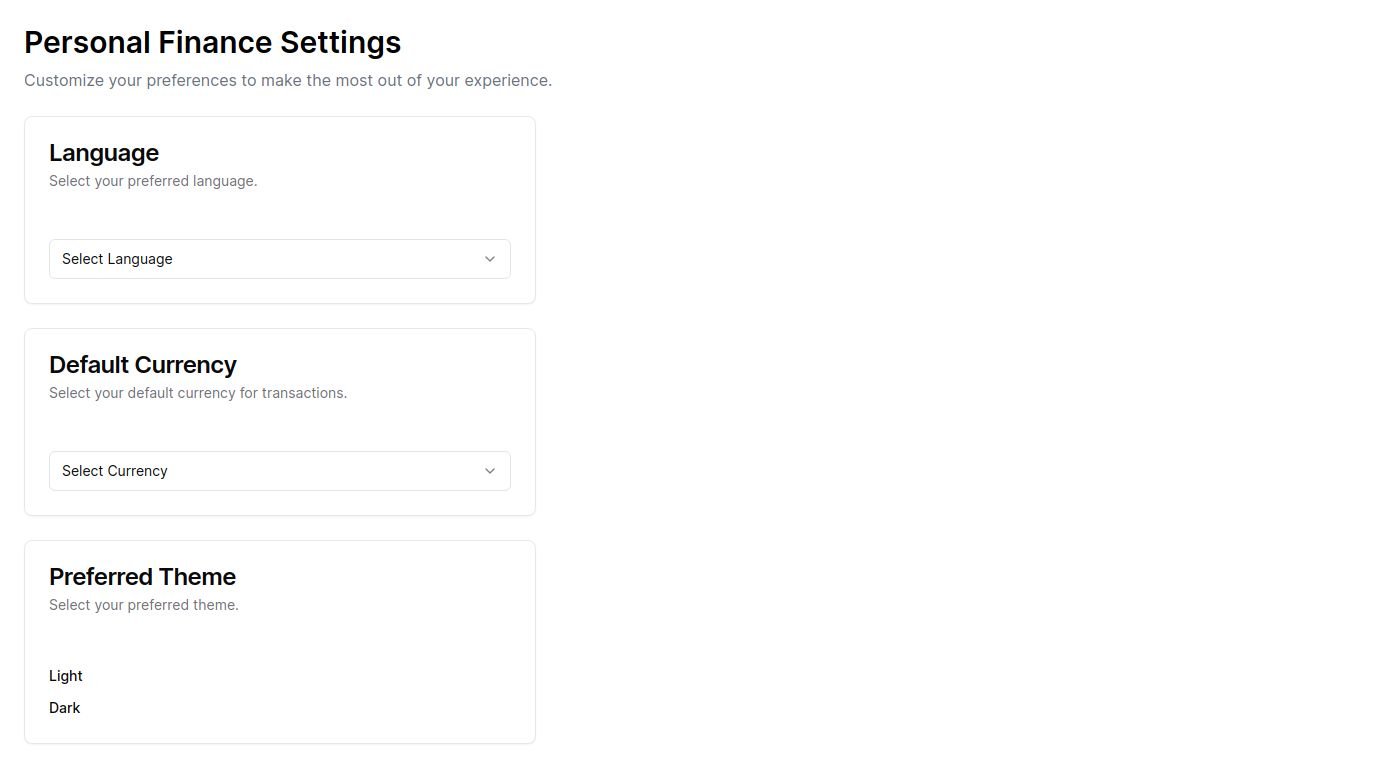 Personal Finance Settings
Customize your preferences to make the most out of your experience.
Language
Select your preferred language.
Select Language
Default Currency
Select your default currency for transactions.
Select Currency
Preferred Theme
Select your preferred theme.
Light
Dark